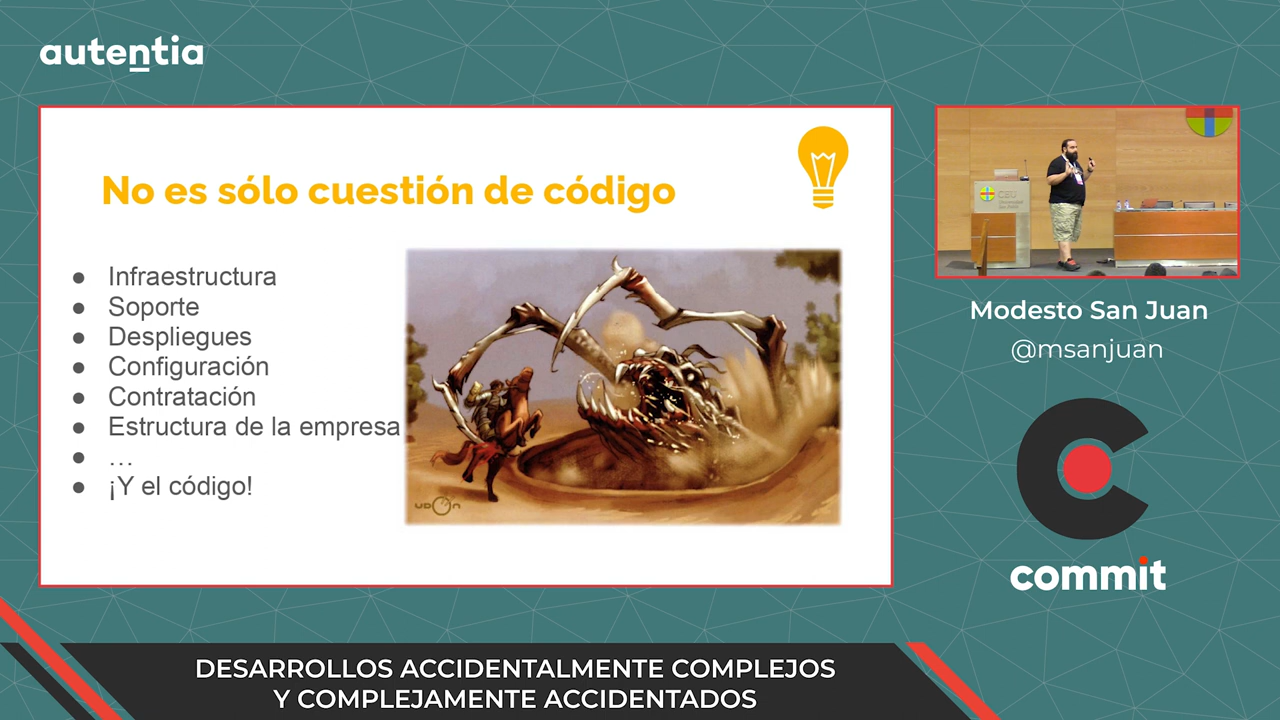 autentia
No es sólo cuestión de código
● Infraestructura
● Soporte
● Despliegues
● Configuración
● Contratación
● Estructura de la empresa
● …
● ¡Y el código!
UDON
CEU
Modesto San Juan
@msanjuan
commit
DESARROLLOS ACCIDENTALMENTE COMPLEJOS
Y COMPLEJAMENTE ACCIDENTADOS